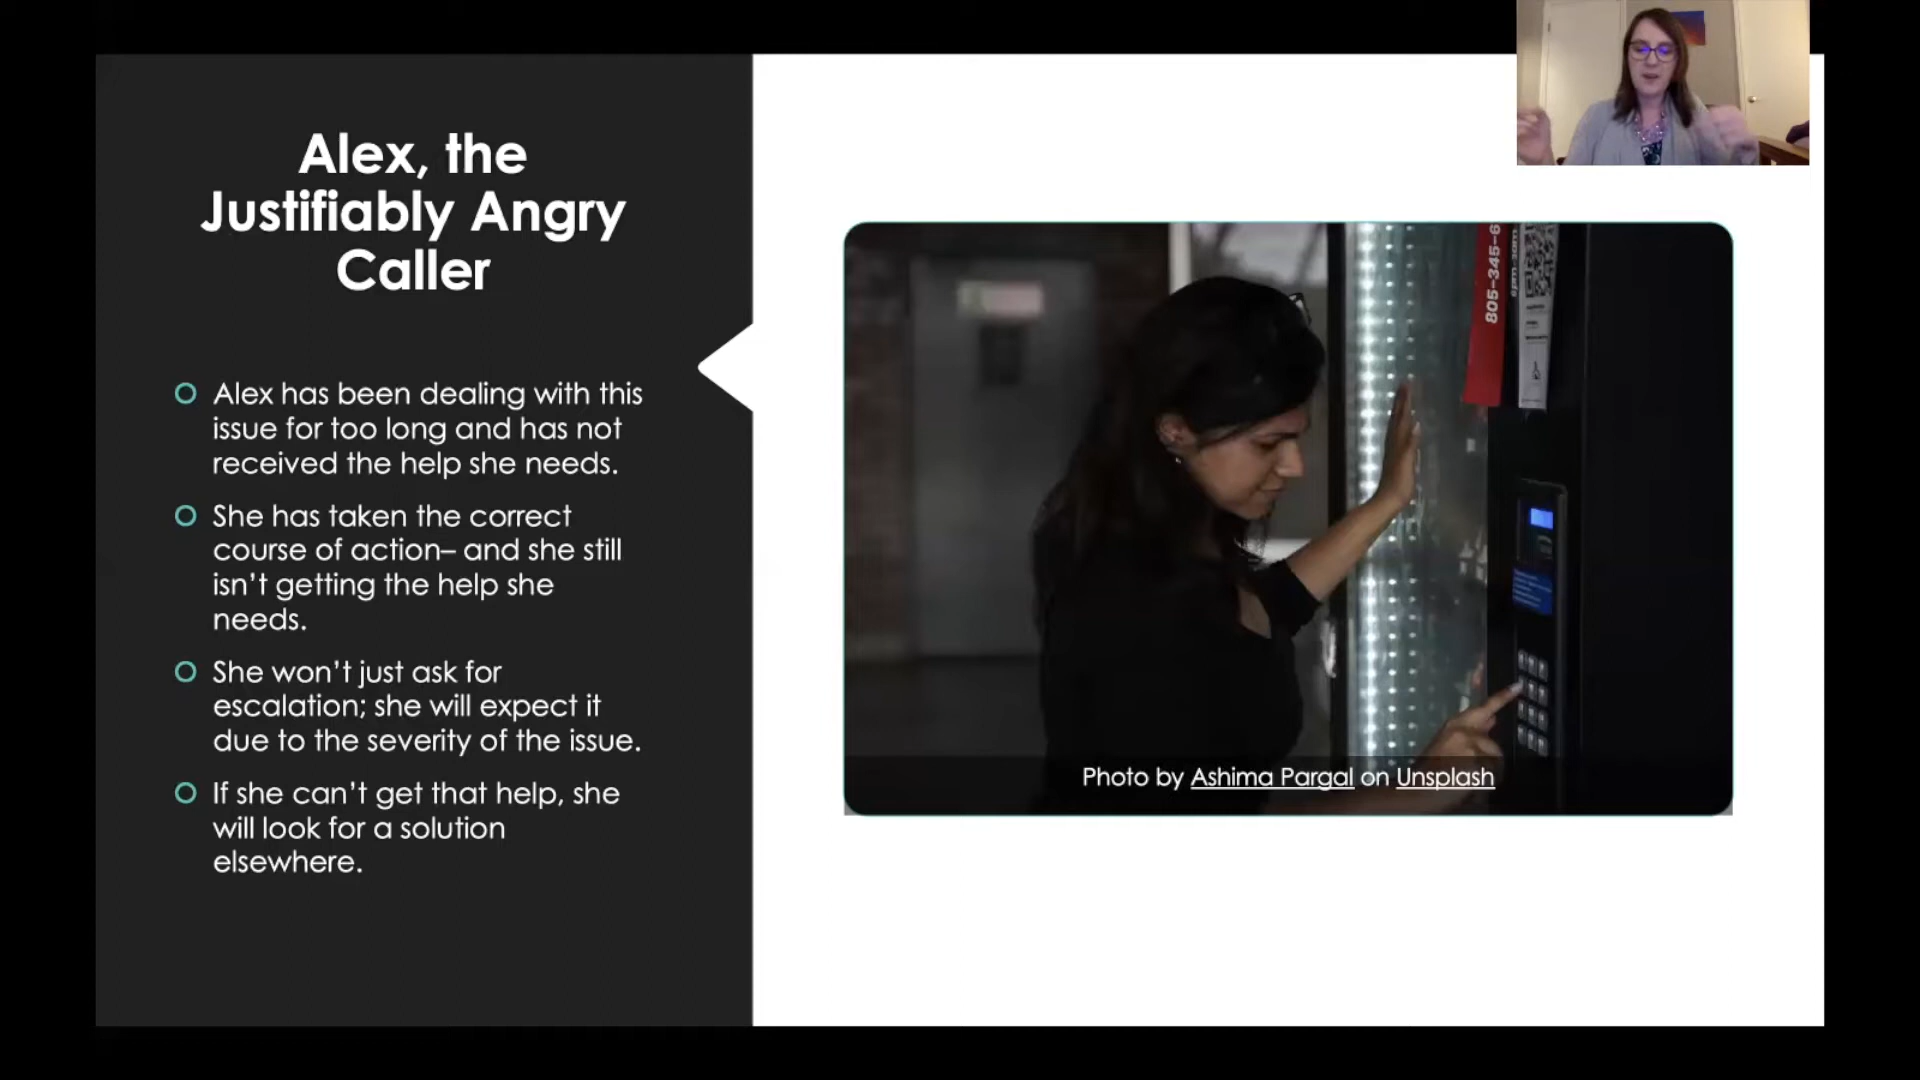 Alex, the
Justifiably Angry
Caller
Alex has been dealing with this
issue for too long and has not
received the help she needs.
She has taken the correct
course of action– and she still
isn't getting the help she
needs.
She won't just ask for
escalation; she will expect it
due to the severity of the issue.
If she can't get that help, she
will look for a solution
elsewhere.
805-345-6
Photo by Ashima Pargal on Unsplash